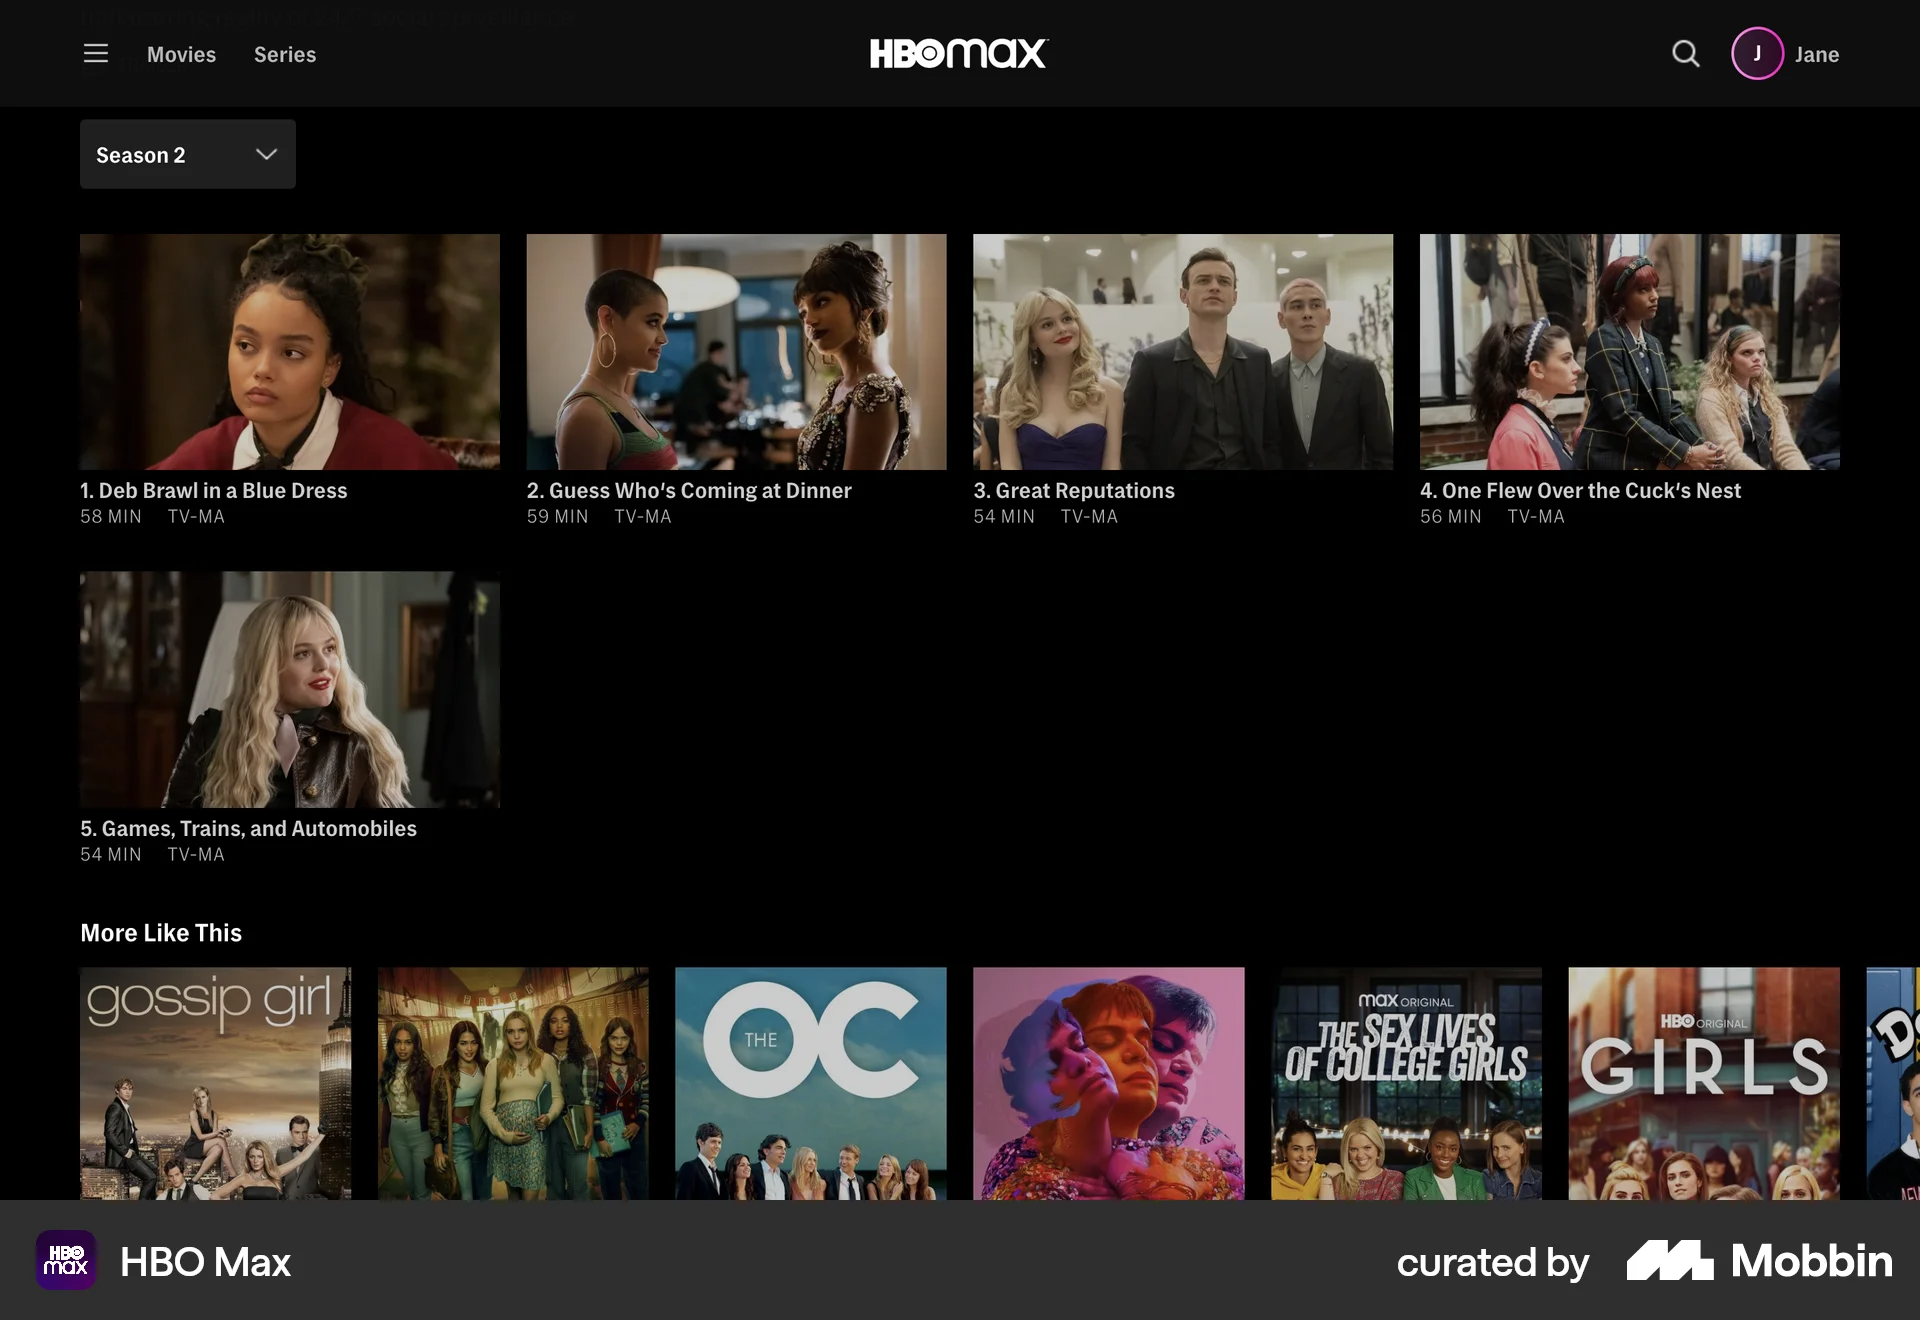 Movies
Series
HBOmax
J
Jane
Season 2
1. Deb Brawl in a Blue Dress
58 MIN TV-MA
2. Guess Who's Coming at Dinner
59 MIN TV-MA
3. Great Reputations
54 MIN TV-MA
4. One Flew Over the Cuck's Nest
56 MIN TV-MA
5. Games, Trains, and Automobiles
54 MIN TV-MA
More Like This
gossip girl
THE
OC
max ORIGINAL
THE SEX LIVES
OF COLLEGE GIRLS
HBO ORIGINAL
GIRLS
HBO
max
HBO Max
curated by
Mobbin